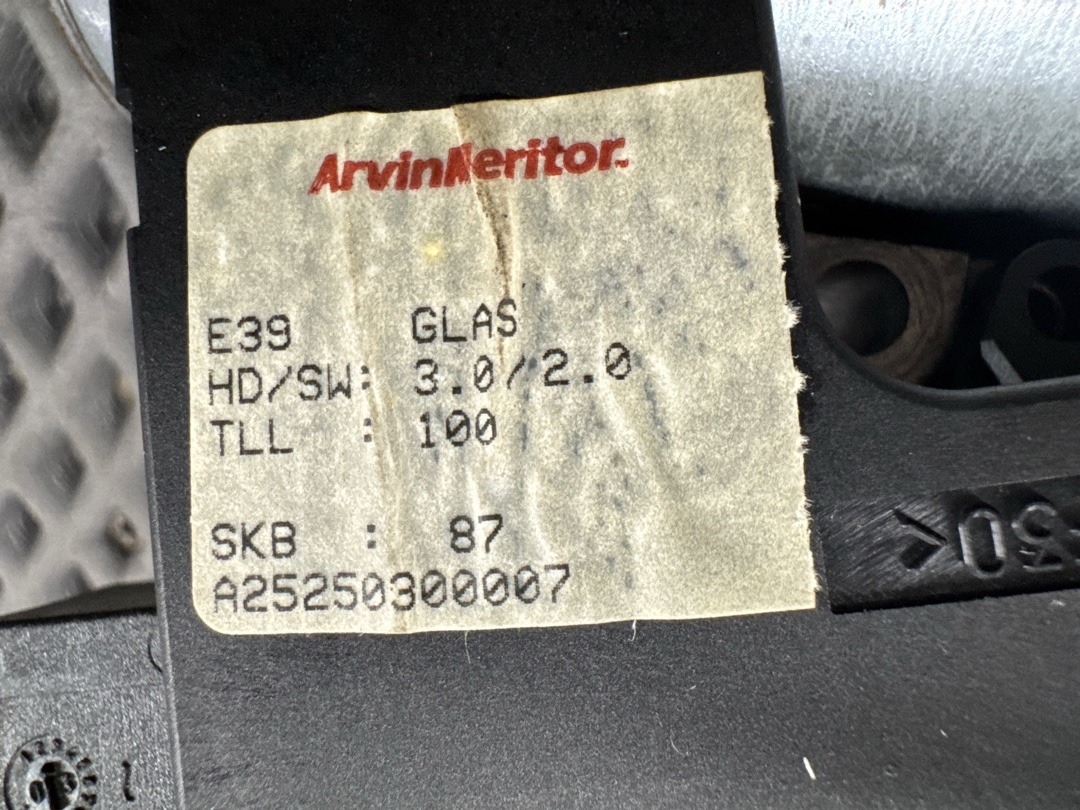 ArvinMeritor.
E39 GLAS
HD/SW: 3.0/2.0
TLL : 100
SKB : 87
A25250300007